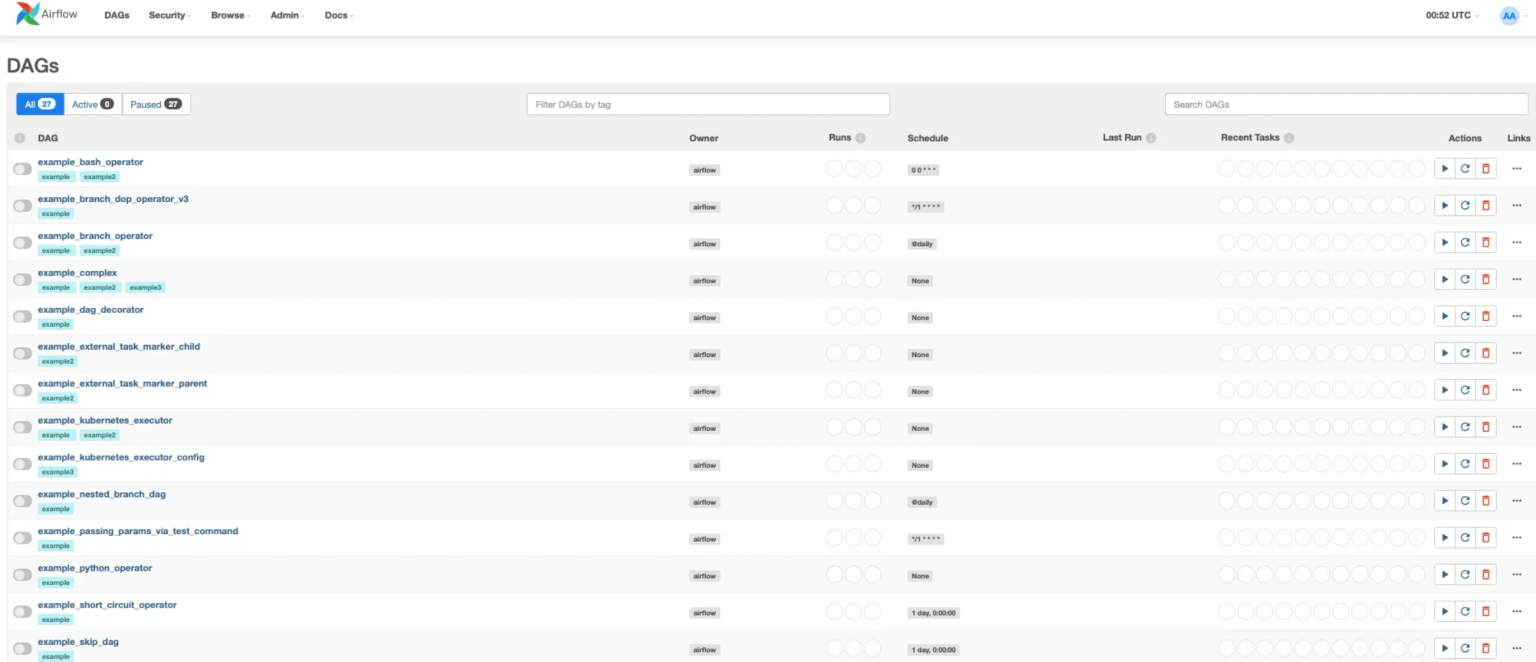 Airflow DAGs Security Browse Admin Docs 00:52 UTC AA
DAGs
All 27 Active 0 Paused 27 Filter DAGs by tag Search DAGs
DAG Owner Runs Schedule Last Run Recent Tasks Actions Links
example_bash_operator
example example2 airflow 0 0 * * *
example_branch_dop_operator_v3
example airflow */1 * * * *
example_branch_operator
example example2 airflow @daily
example_complex
example example2 example3 airflow None
example_dag_decorator
example airflow None
example_external_task_marker_child
example2 airflow None
example_external_task_marker_parent
example2 airflow None
example_kubernetes_executor
example example2 airflow None
example_kubernetes_executor_config
example3 airflow None
example_nested_branch_dag
example airflow @daily
example_passing_params_via_test_command
example airflow */1 * * * *
example_python_operator
example airflow None
example_short_circuit_operator
example airflow 1 day, 0:00:00
example_skip_dag
example airflow 1 day, 0:00:00